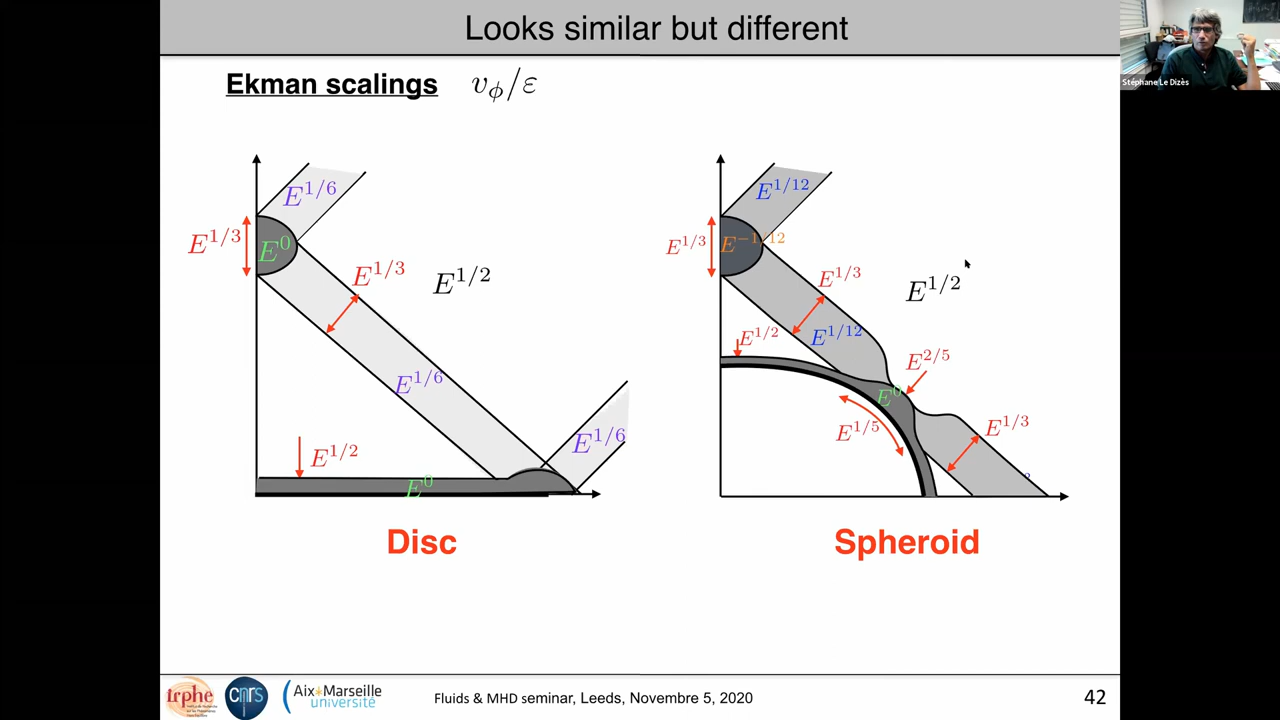 Looks similar but different
Stéphane Le Dizès
Ekman scalings v_ϕ/ε
E^{1/6}
E^{1/3}
E^0
E^{1/3}
E^{1/2}
E^{1/6}
E^{1/6}
E^{1/2}
E^0
Disc
E^{1/12}
E^{1/3}
E^{-1/12}
E^{1/3}
E^{1/2}
E^{1/2}
E^{1/12}
E^{2/5}
E^0
E^{1/5}
E^{1/3}
Spheroid
irphe
cnrs
Aix*Marseille
université
Fluids & MHD seminar, Leeds, Novembre 5, 2020
42